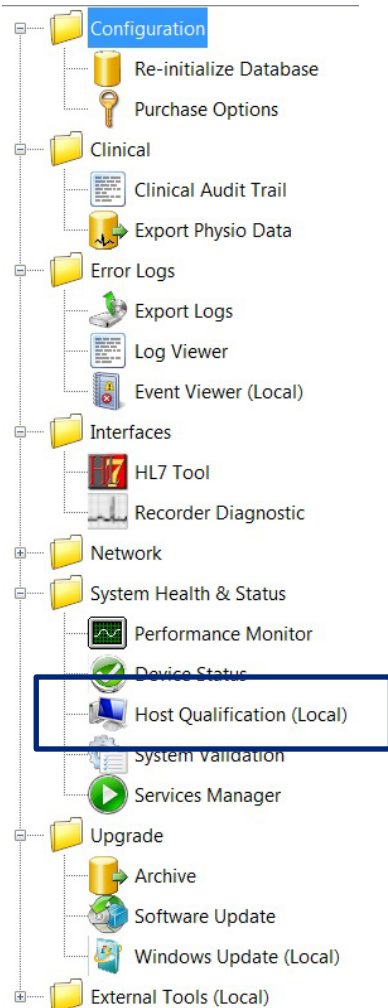 Configuration
Re-initialize Database
Purchase Options
Clinical
Clinical Audit Trail
Export Physio Data
Error Logs
Export Logs
Log Viewer
Event Viewer (Local)
Interfaces
HL7
HL7 Tool
Recorder Diagnostic
Network
System Health & Status
Performance Monitor
Device Status
Host Qualification (Local)
System Validation
Services Manager
Upgrade
Archive
Software Update
Windows Update (Local)
External Tools (Local)